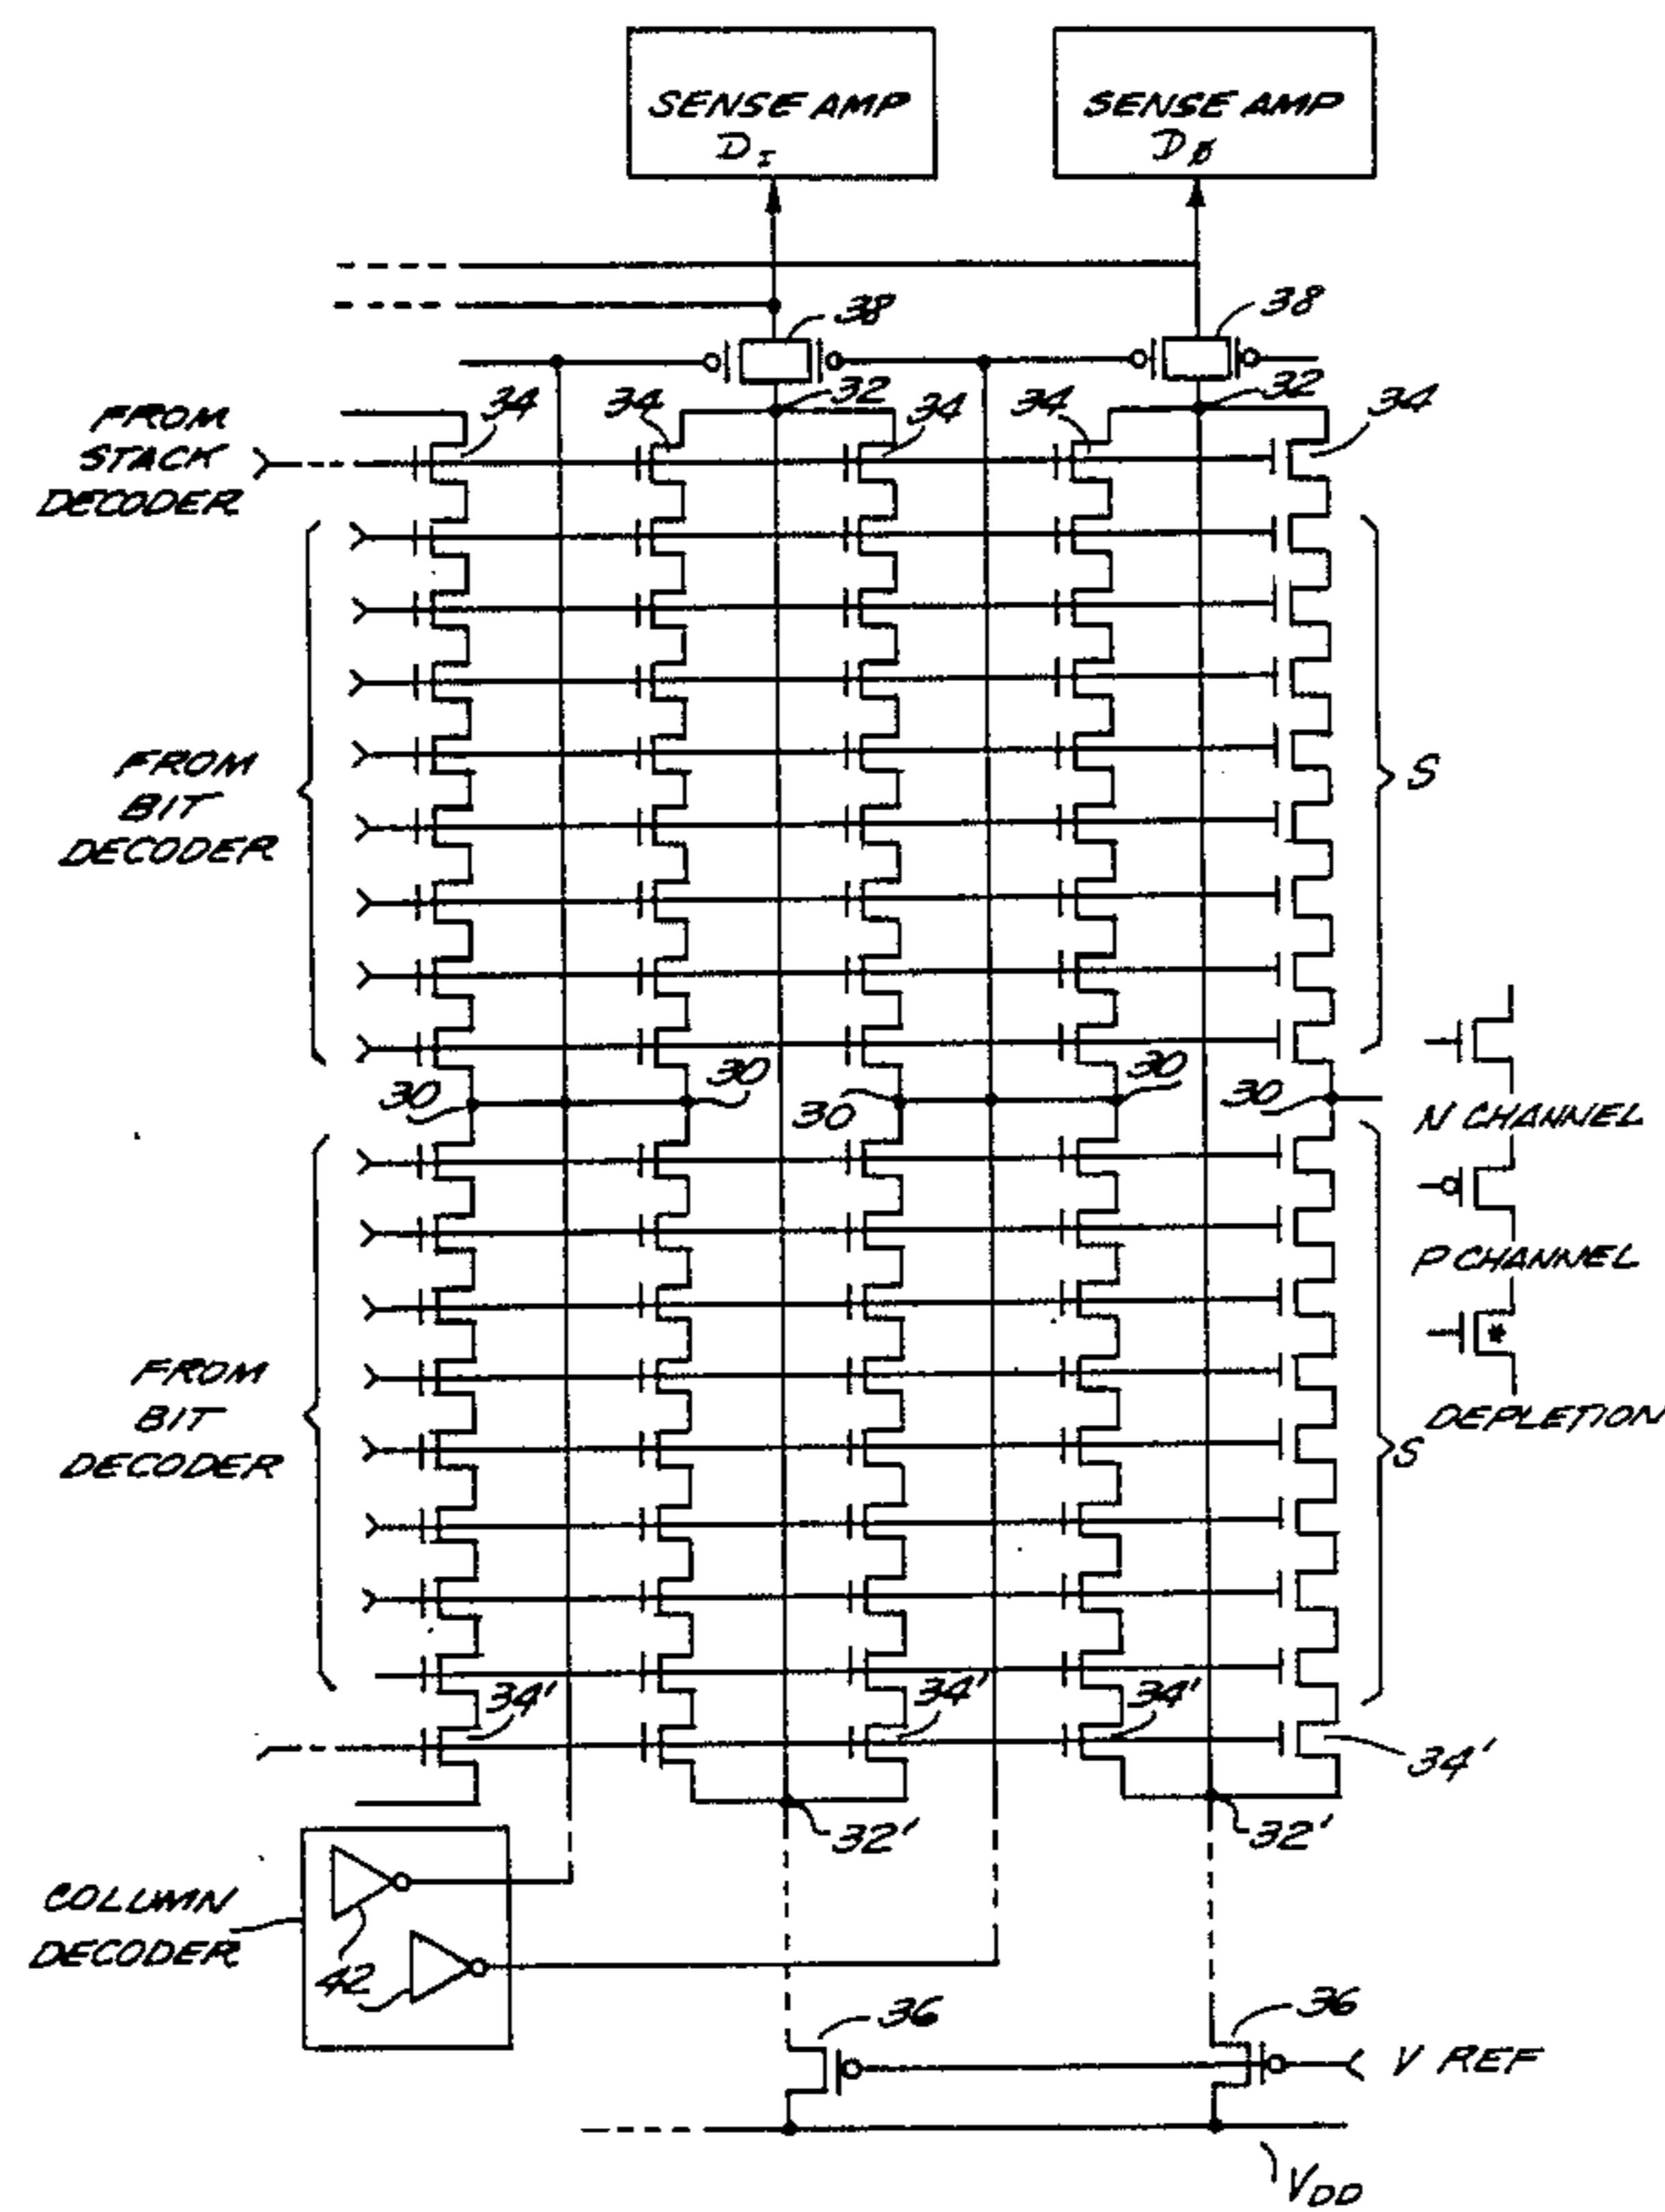 SENSE AMP
D₁
SENSE AMP
DØ
38
38
32
32
34
34
34
34
34
FROM
STACK
DECODER
FROM
BIT
DECODER
S
30
30
30
30
30
N CHANNEL
P CHANNEL
*
DEPLETION
FROM
BIT
DECODER
S
34'
34'
34'
34'
32'
32'
COLUMN
DECODER
42
36
36
V REF
VDD